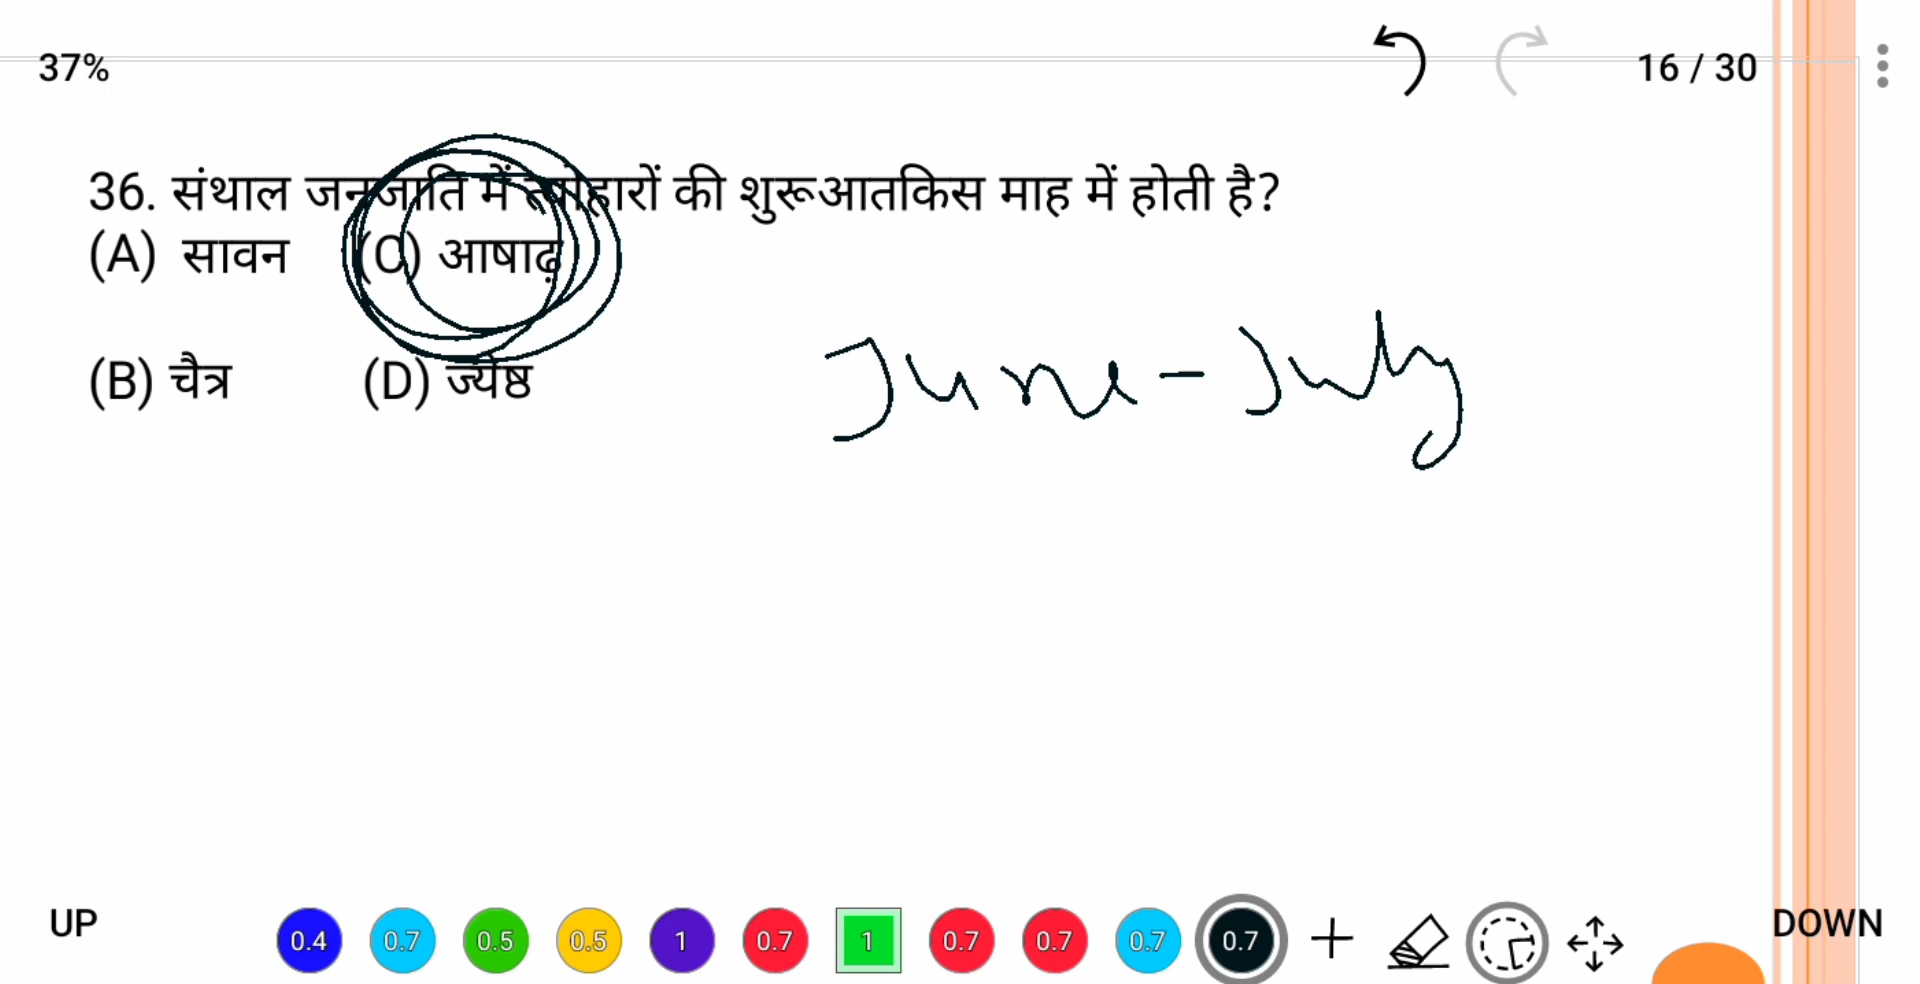 37%
16 / 30
36. संथाल जनजाति में त्योहारों की शुरूआतकिस माह में होती है?
(A) सावन (C) आषाढ़
(B) चैत्र (D) ज्येष्ठ
June - July
UP
0.4 0.7 0.5 0.5 1 0.7 1 0.7 0.7 0.7 0.7
DOWN